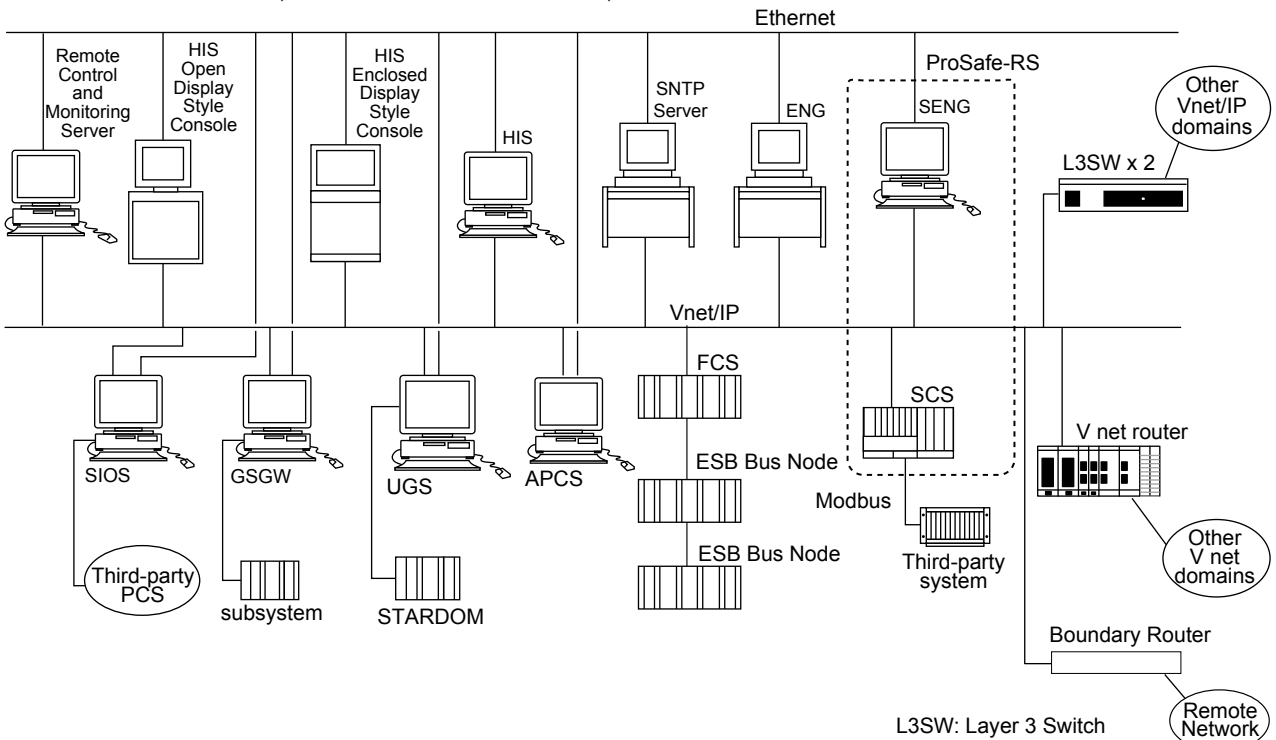 Ethernet
Remote
Control
and
Monitoring
Server
HIS
Open
Display
Style
Console
HIS
Enclosed
Display
Style
Console
HIS
SNTP
Server
ENG
ProSafe-RS
SENG
Other
Vnet/IP
domains
L3SW x 2
Vnet/IP
SIOS
GSGW
UGS
APCS
FCS
ESB Bus Node
ESB Bus Node
SCS
Modbus
Third-party
system
V net router
Other
V net
domains
Third-party
PCS
subsystem
STARDOM
Boundary Router
Remote
Network
L3SW: Layer 3 Switch